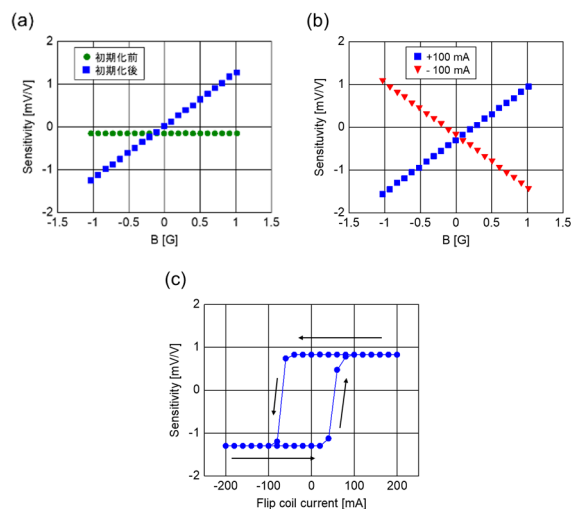 (a)
初期化前
初期化後
Sensitivity [mV/V]
2
1
0
-1
-2
-1.5 -1 -0.5 0 0.5 1 1.5
B [G]
(b)
+100 mA
- 100 mA
Sensituvity [mV/V]
2
1
0
-1
-2
-1.5 -1 -0.5 0 0.5 1 1.5
B [G]
(c)
Sensitivity [mV/V]
2
1
0
-1
-2
-200 -100 0 100 200
Flip coil current [mA]